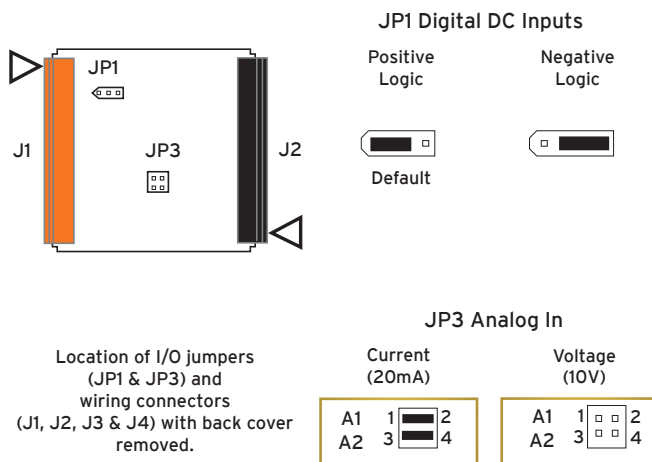 JP1 Digital DC Inputs
Positive
Logic
Negative
Logic
Default
JP1
J1
JP3
J2
Location of I/O jumpers
(JP1 & JP3) and
wiring connectors
(J1, J2, J3 & J4) with back cover
removed.
JP3 Analog In
Current
(20mA)
A1 1 2
A2 3 4
Voltage
(10V)
A1 1 2
A2 3 4